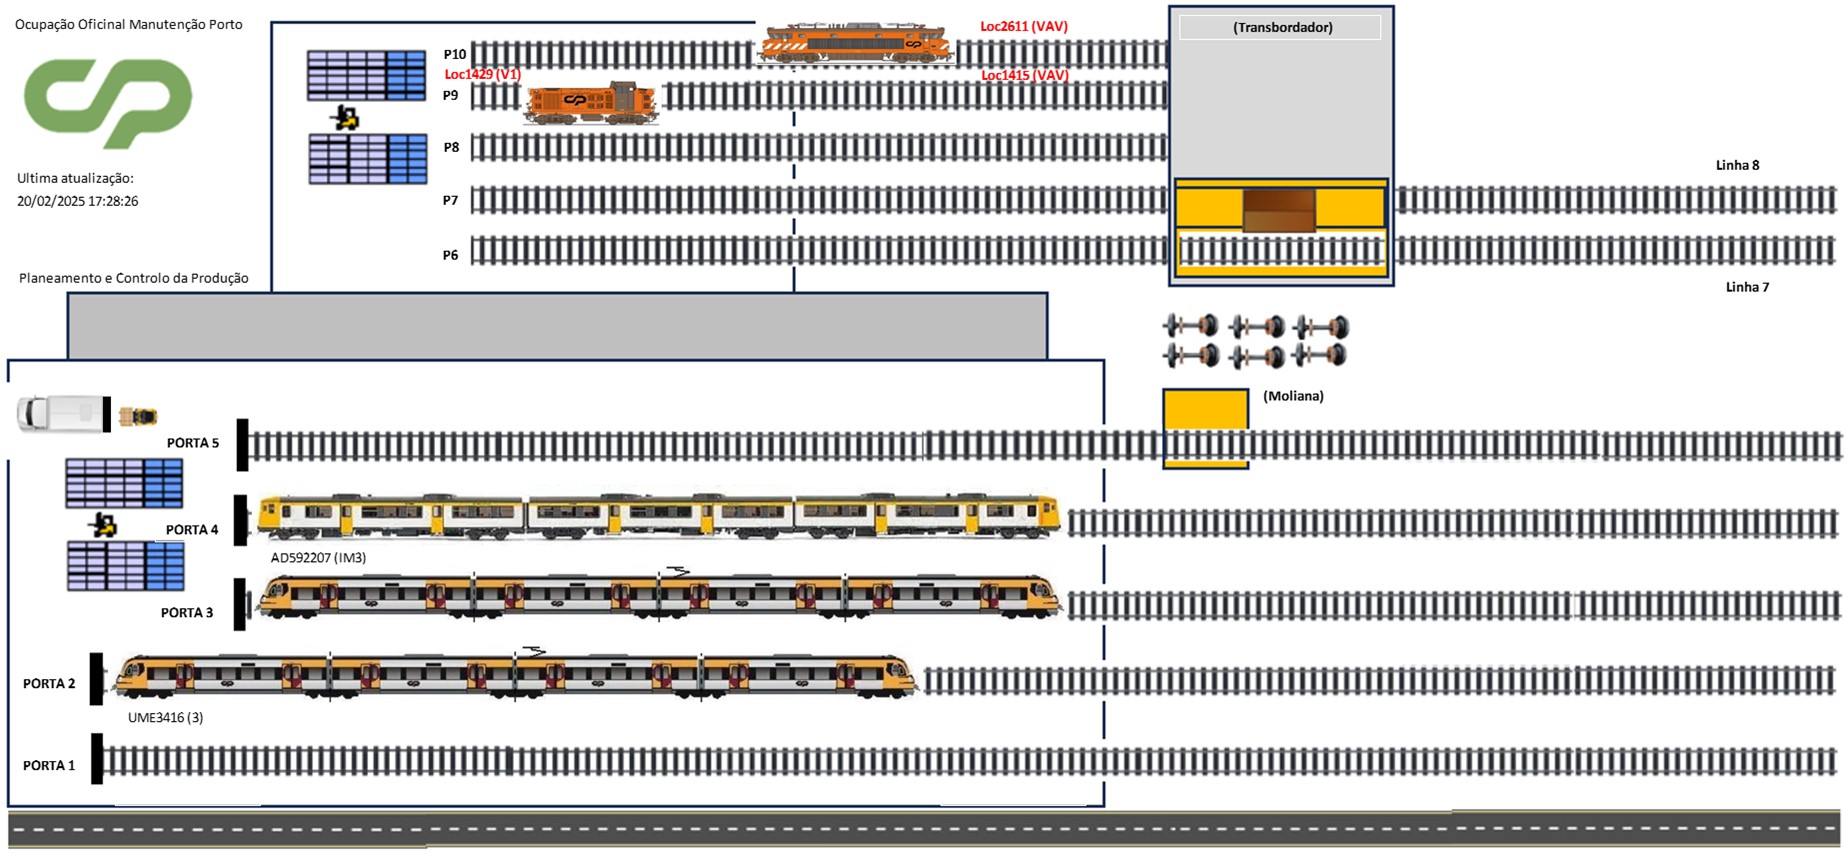 Ocupação Oficinal Manutenção Porto
Ultima atualização:
20/02/2025 17:28:26
Planeamento e Controlo da Produção
Loc2611 (VAV)
P10
Loc1429 (V1)
Loc1415 (VAV)
P9
P8
P7
P6
(Transbordador)
Linha 8
Linha 7
(Moliana)
PORTA 5
PORTA 4
AD592207 (IM3)
PORTA 3
PORTA 2
UME3416 (3)
PORTA 1